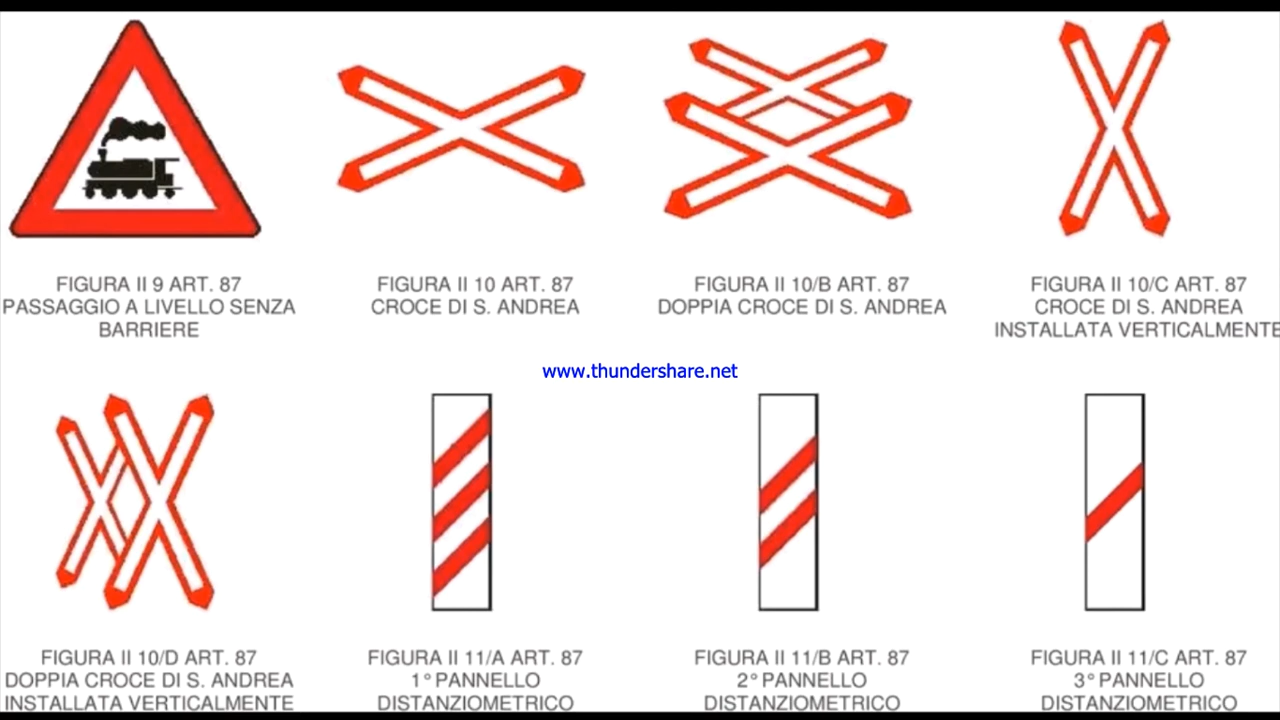 FIGURA II 9 ART. 87
PASSAGGIO A LIVELLO SENZA
BARRIERE
FIGURA II 10 ART. 87
CROCE DI S. ANDREA
FIGURA II 10/B ART. 87
DOPPIA CROCE DI S. ANDREA
FIGURA II 10/C ART. 87
CROCE DI S. ANDREA
INSTALLATA VERTICALMENTE
www.thundershare.net
FIGURA II 10/D ART. 87
DOPPIA CROCE DI S. ANDREA
INSTALLATA VERTICALMENTE
FIGURA II 11/A ART. 87
1° PANNELLO
DISTANZIOMETRICO
FIGURA II 11/B ART. 87
2° PANNELLO
DISTANZIOMETRICO
FIGURA II 11/C ART. 87
3° PANNELLO
DISTANZIOMETRICO